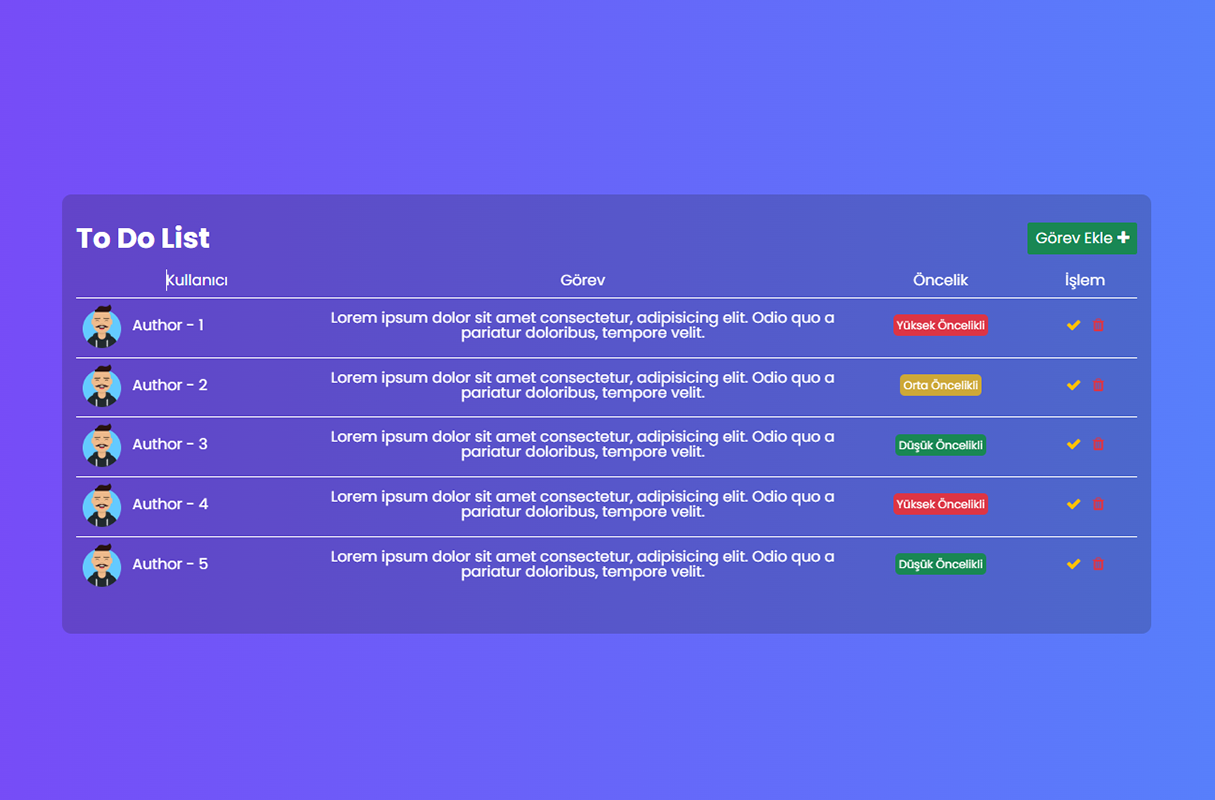 To Do List
Görev Ekle
Kullanıcı Görev Öncelik İşlem
Author - 1
Lorem ipsum dolor sit amet consectetur, adipisicing elit. Odio quo a
pariatur doloribus, tempore velit.
Yüksek Öncelikli
Author - 2
Lorem ipsum dolor sit amet consectetur, adipisicing elit. Odio quo a
pariatur doloribus, tempore velit.
Orta Öncelikli
Author - 3
Lorem ipsum dolor sit amet consectetur, adipisicing elit. Odio quo a
pariatur doloribus, tempore velit.
Düşük Öncelikli
Author - 4
Lorem ipsum dolor sit amet consectetur, adipisicing elit. Odio quo a
pariatur doloribus, tempore velit.
Yüksek Öncelikli
Author - 5
Lorem ipsum dolor sit amet consectetur, adipisicing elit. Odio quo a
pariatur doloribus, tempore velit.
Düşük Öncelikli